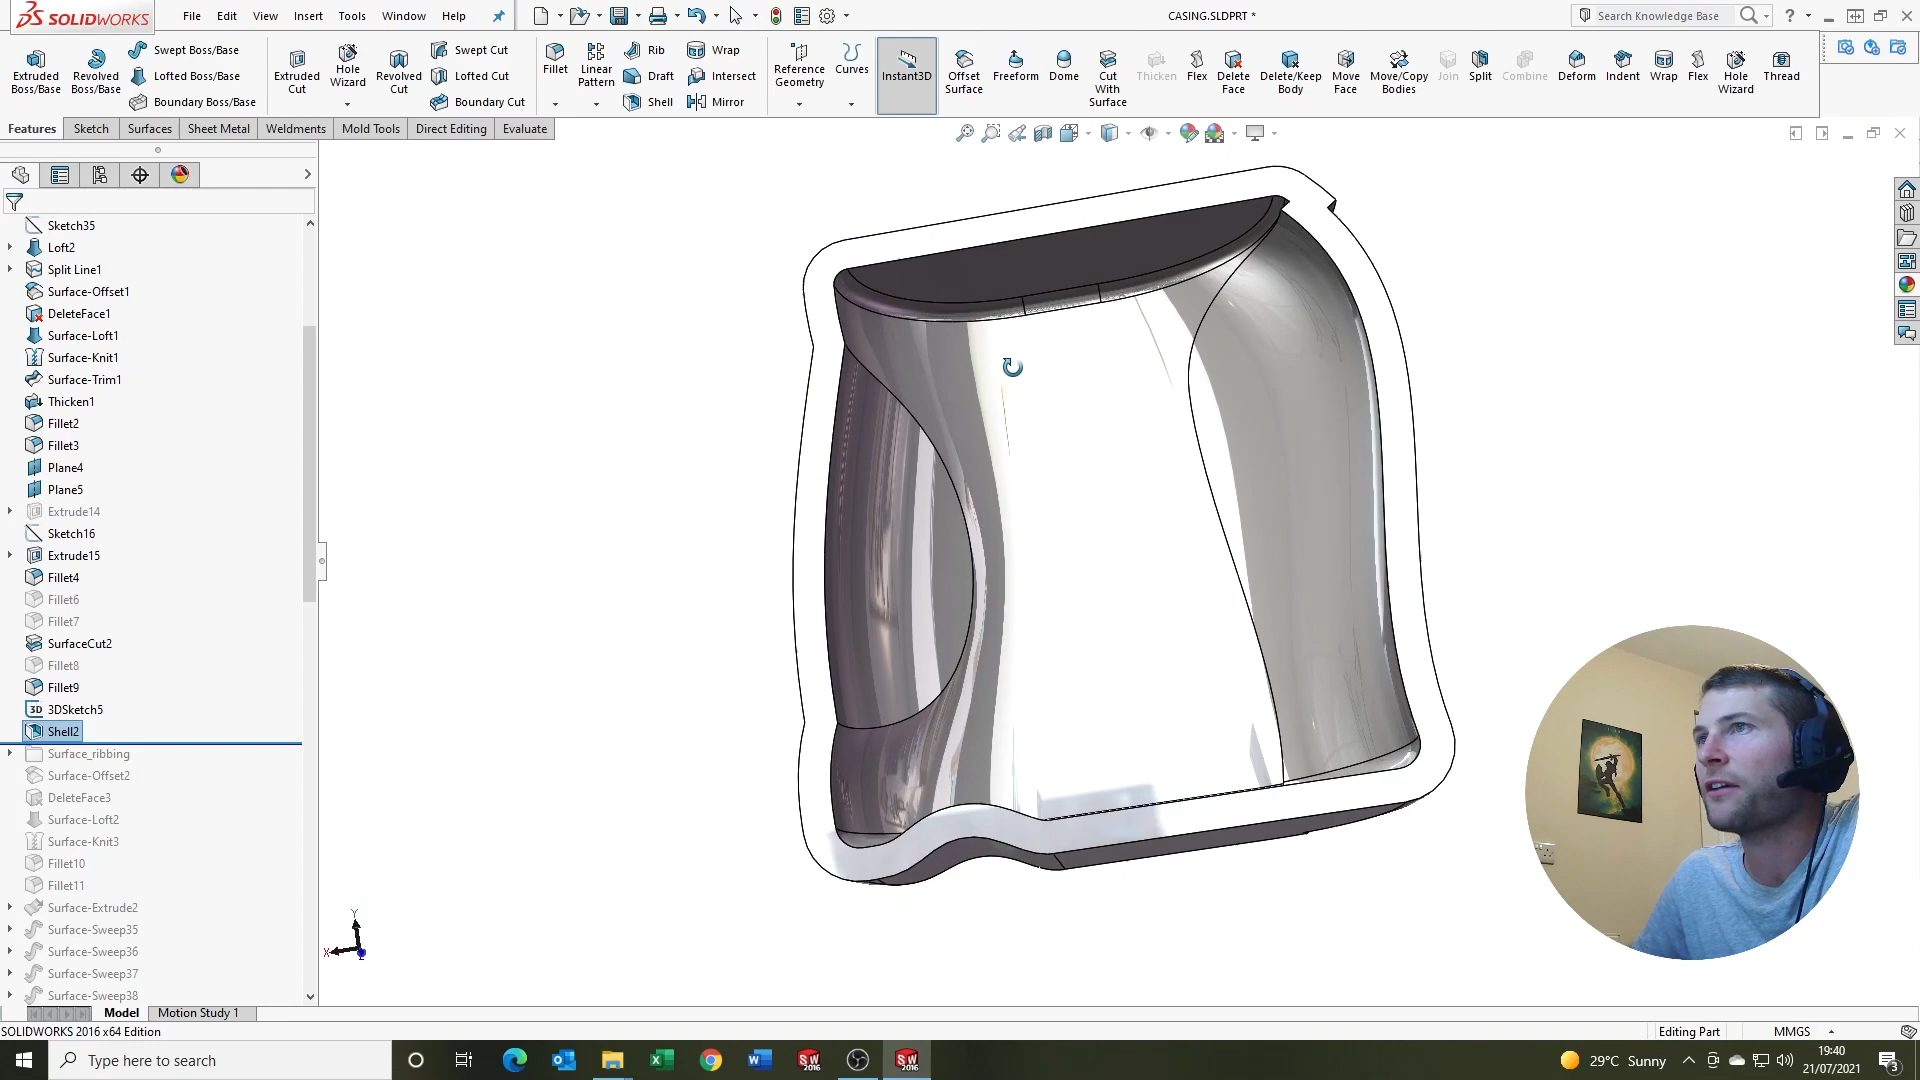 SOLIDWORKS
File Edit View Insert Tools Window Help
CASING.SLDPRT *
Search Knowledge Base
?
Extruded Boss/Base
Revolved Boss/Base
Swept Boss/Base
Lofted Boss/Base
Boundary Boss/Base
Extruded Cut
Hole Wizard
Revolved Cut
Swept Cut
Lofted Cut
Boundary Cut
Fillet
Linear Pattern
Rib
Draft
Shell
Wrap
Intersect
Mirror
Reference Geometry
Curves
Instant3D
Offset Surface
Freeform
Dome
Cut With Surface
Thicken
Flex
Delete Face
Delete/Keep Body
Move Face
Move/Copy Bodies
Join
Split
Combine
Deform
Indent
Wrap
Flex
Hole Wizard
Thread
Features Sketch Surfaces Sheet Metal Weldments Mold Tools Direct Editing Evaluate
Sketch35
Loft2
Split Line1
Surface-Offset1
DeleteFace1
Surface-Loft1
Surface-Knit1
Surface-Trim1
Thicken1
Fillet2
Fillet3
Plane4
Plane5
Extrude14
Sketch16
Extrude15
Fillet4
Fillet6
Fillet7
SurfaceCut2
Fillet8
Fillet9
3D 3DSketch5
Shell2
Surface_ribbing
Surface-Offset2
DeleteFace3
Surface-Loft2
Surface-Knit3
Fillet10
Fillet11
Surface-Extrude2
Surface-Sweep35
Surface-Sweep36
Surface-Sweep37
Surface-Sweep38
Y
X
Model Motion Study 1
SOLIDWORKS 2016 x64 Edition
Editing Part MMGS
Type here to search
SW 2016
SW 2016
29°C Sunny
19:40
21/07/2021
3